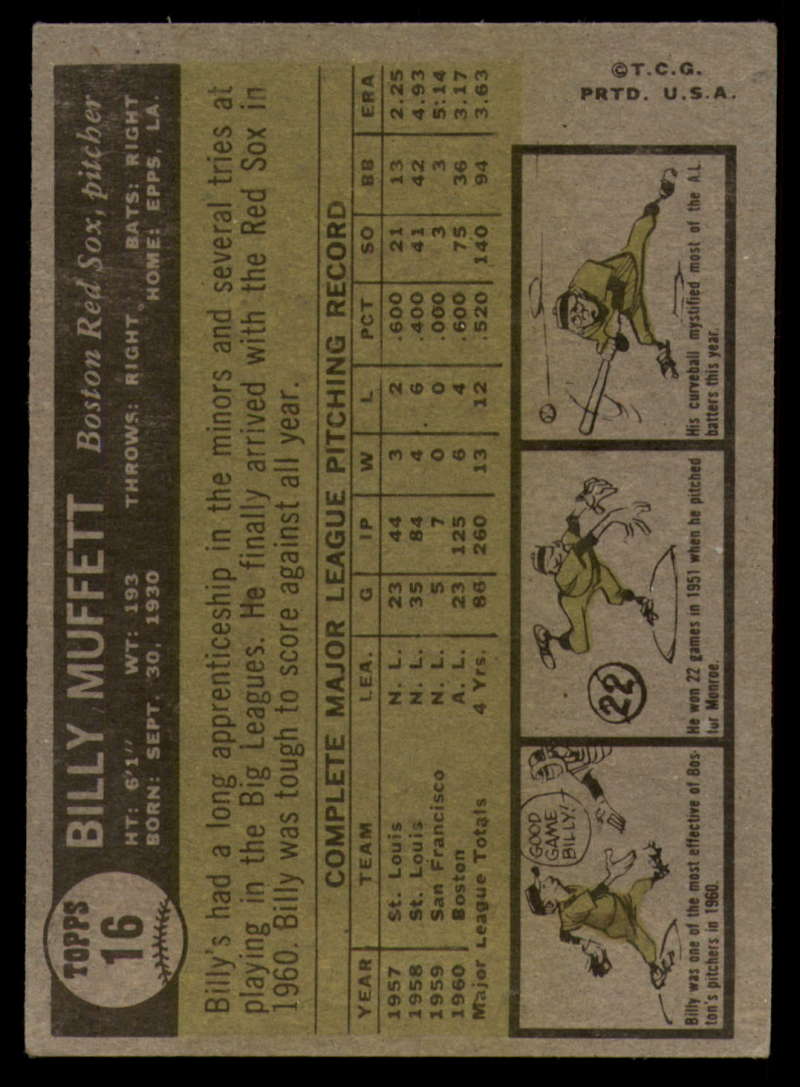 TOPPS
16
BILLY MUFFETT Boston Red Sox, pitcher
HT: 6'1" WT: 193 THROWS: RIGHT BATS: RIGHT
BORN: SEPT. 30, 1930 HOME: EPPS, LA.
Billy's had a long apprenticeship in the minors and several tries at
playing in the Big Leagues. He finally arrived with the Red Sox in
1960. Billy was tough to score against all year.
COMPLETE MAJOR LEAGUE PITCHING RECORD
YEAR TEAM LEA. G IP W L PCT SO BB ERA
1957 St. Louis N. L. 23 44 3 2 .600 21 13 2.25
1958 St. Louis N. L. 35 84 4 6 .400 41 42 4.93
1959 San Francisco N. L. 5 7 0 0 .000 3 3 5.14
1960 Boston A. L. 23 125 6 4 .600 75 36 3.17
Major League Totals 4 Yrs. 86 260 13 12 .520 140 94 3.63
GOOD
GAME
BILLY!
Billy was one of the most effective of Bos-
ton's pitchers in 1960.
22
He won 22 games in 1951 when he pitched
for Monroe.
His curveball mystified most of the A.L.
batters this year.
©T.C.G.
PRTD. U.S.A.